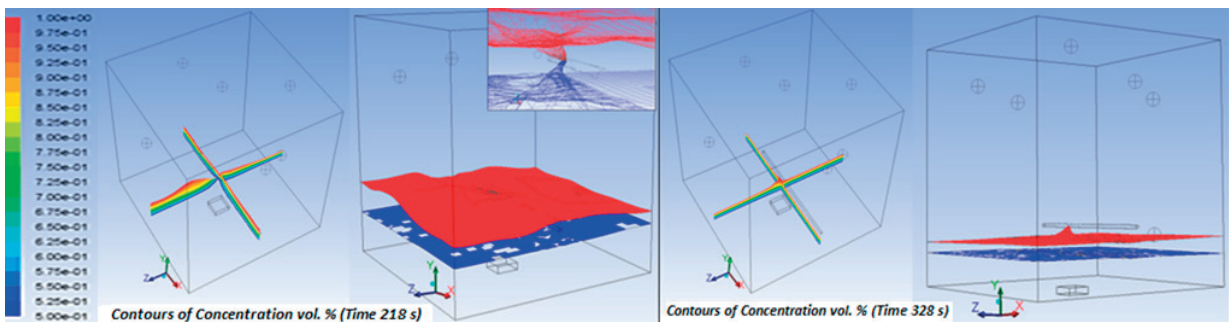 1.00e+00
9.75e-01
9.50e-01
9.25e-01
9.00e-01
8.75e-01
8.50e-01
8.25e-01
8.00e-01
7.75e-01
7.50e-01
7.25e-01
7.00e-01
6.75e-01
6.50e-01
6.25e-01
6.00e-01
5.75e-01
5.50e-01
5.25e-01
5.00e-01
Y
Z
X
Contours of Concentration vol. % (Time 218 s)
Y
Z
X
Y
Z
X
Contours of Concentration vol. % (Time 328 s)
Y
Z
X